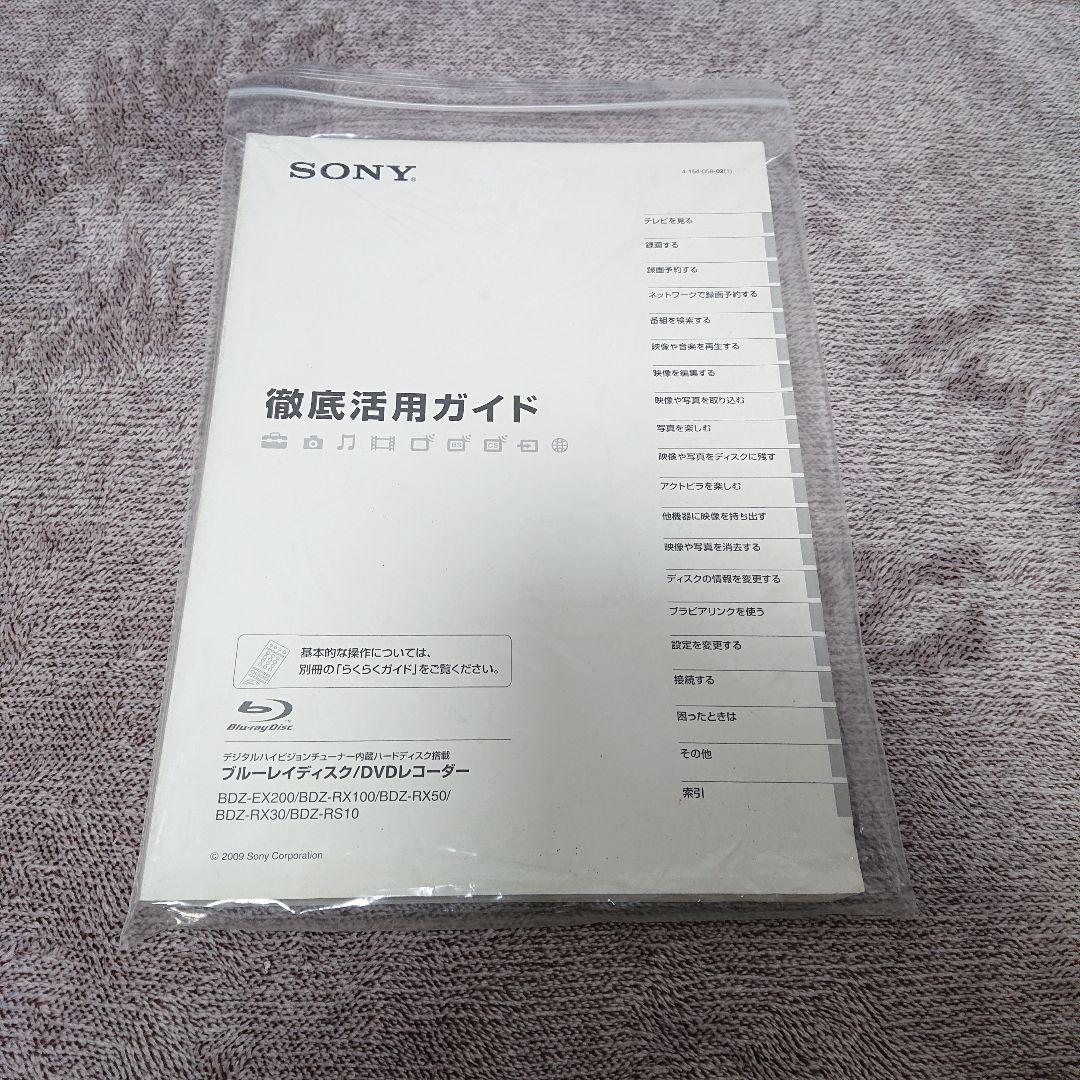 SONY®
4-154-058-03(1)
テレビを見る
録画する
録画予約する
ネットワークで録画予約する
番組を検索する
映像や音楽を再生する
映像を編集する
映像や写真を取り込む
写真を楽しむ
映像や写真をディスクに残す
アクトビラを楽しむ
他機器に映像を持ち出す
映像や写真を消去する
ディスクの情報を変更する
ブラビアリンクを使う
設定を変更する
接続する
困ったときは
その他
索引
徹底活用ガイド
BS
CS
基本的な操作については、
別冊の「らくらくガイド」をご覧ください。
Blu-ray Disc™
デジタルハイビジョンチューナー内蔵ハードディスク搭載
ブルーレイディスク/DVDレコーダー
BDZ-EX200/BDZ-RX100/BDZ-RX50/
BDZ-RX30/BDZ-RS10
© 2009 Sony Corporation